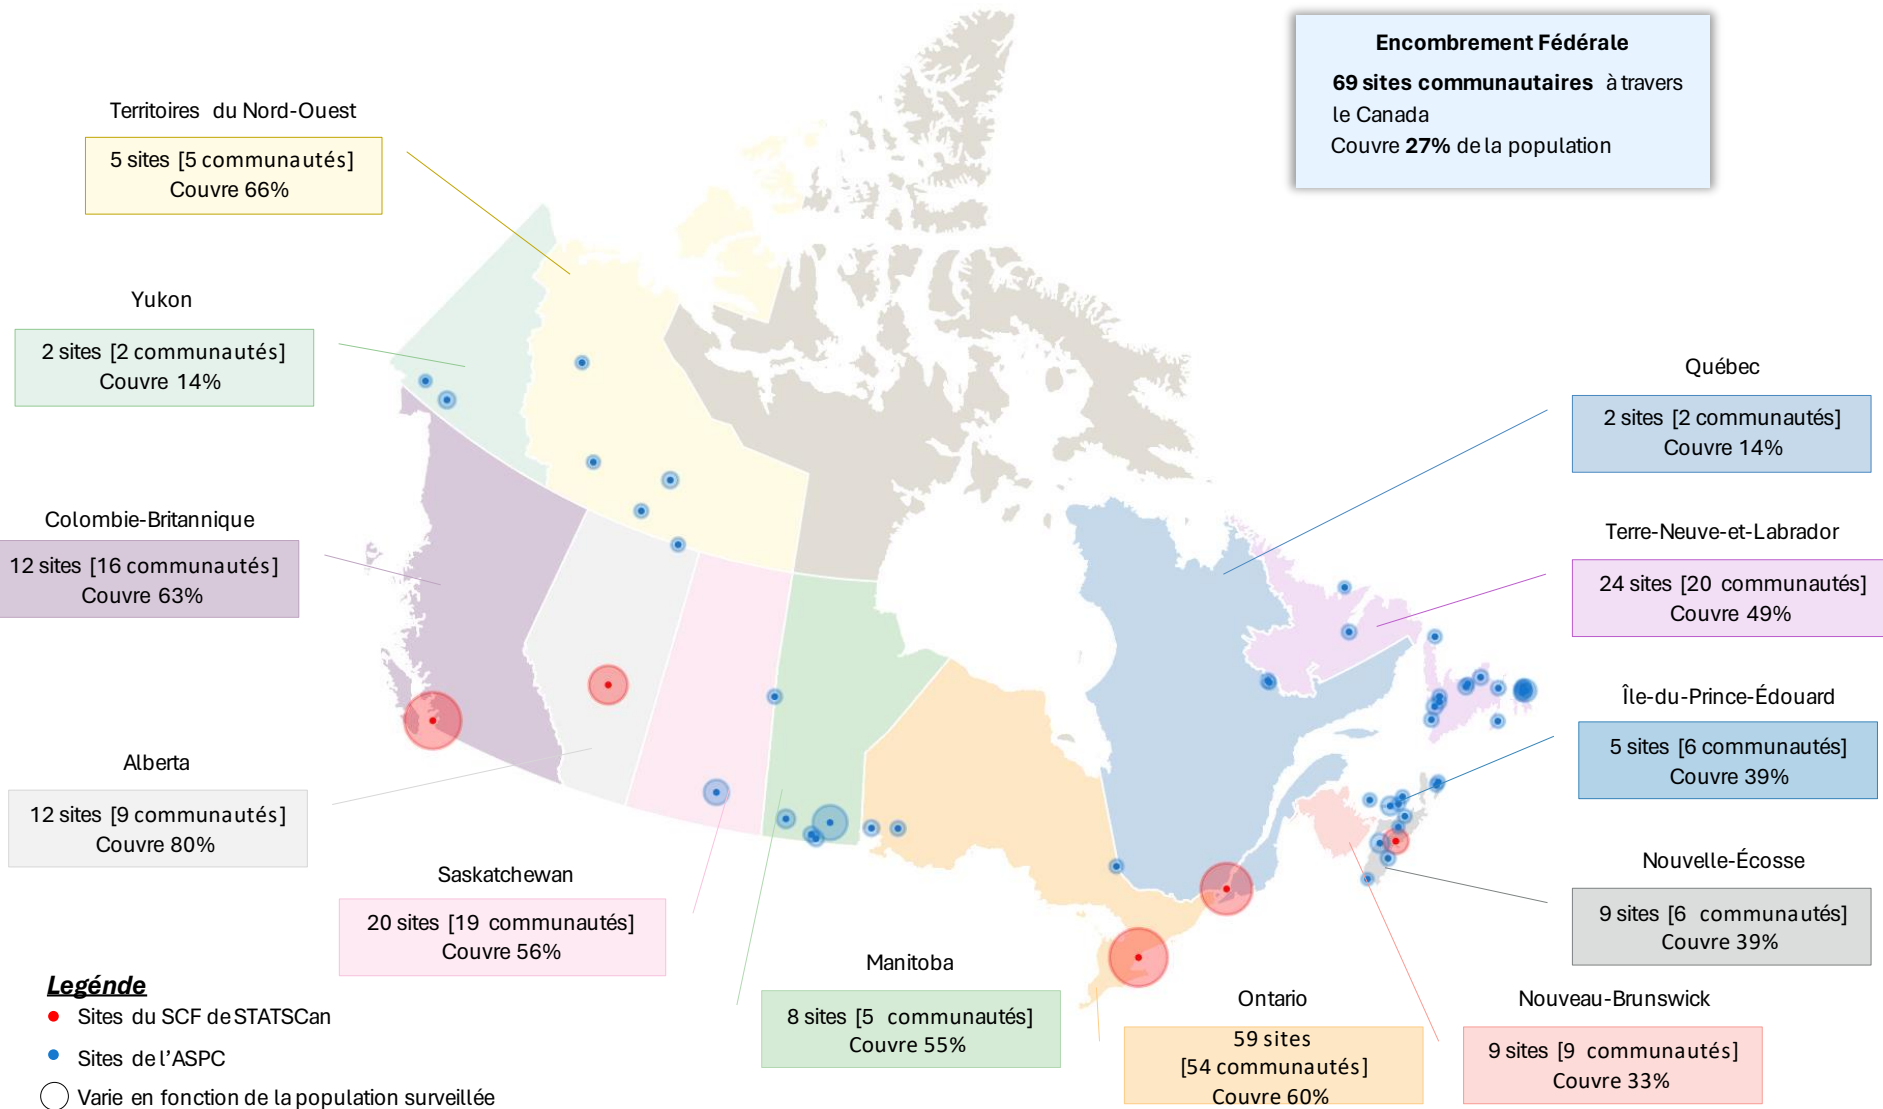 Encombrement Fédérale
69 sites communautaires à travers
le Canada
Couvre 27% de la population
Territoires du Nord-Ouest
5 sites [5 communautés]
Couvre 66%
Yukon
2 sites [2 communautés]
Couvre 14%
Colombie-Britannique
12 sites [16 communautés]
Couvre 63%
Alberta
12 sites [9 communautés]
Couvre 80%
Saskatchewan
20 sites [19 communautés]
Couvre 56%
Manitoba
8 sites [5 communautés]
Couvre 55%
Ontario
59 sites
[54 communautés]
Couvre 60%
Québec
2 sites [2 communautés]
Couvre 14%
Terre-Neuve-et-Labrador
24 sites [20 communautés]
Couvre 49%
Île-du-Prince-Édouard
5 sites [6 communautés]
Couvre 39%
Nouvelle-Écosse
9 sites [6 communautés]
Couvre 39%
Nouveau-Brunswick
9 sites [9 communautés]
Couvre 33%
Legénde
Sites du SCF de STATSCan
Sites de l'ASPC
Varie en fonction de la population surveillée